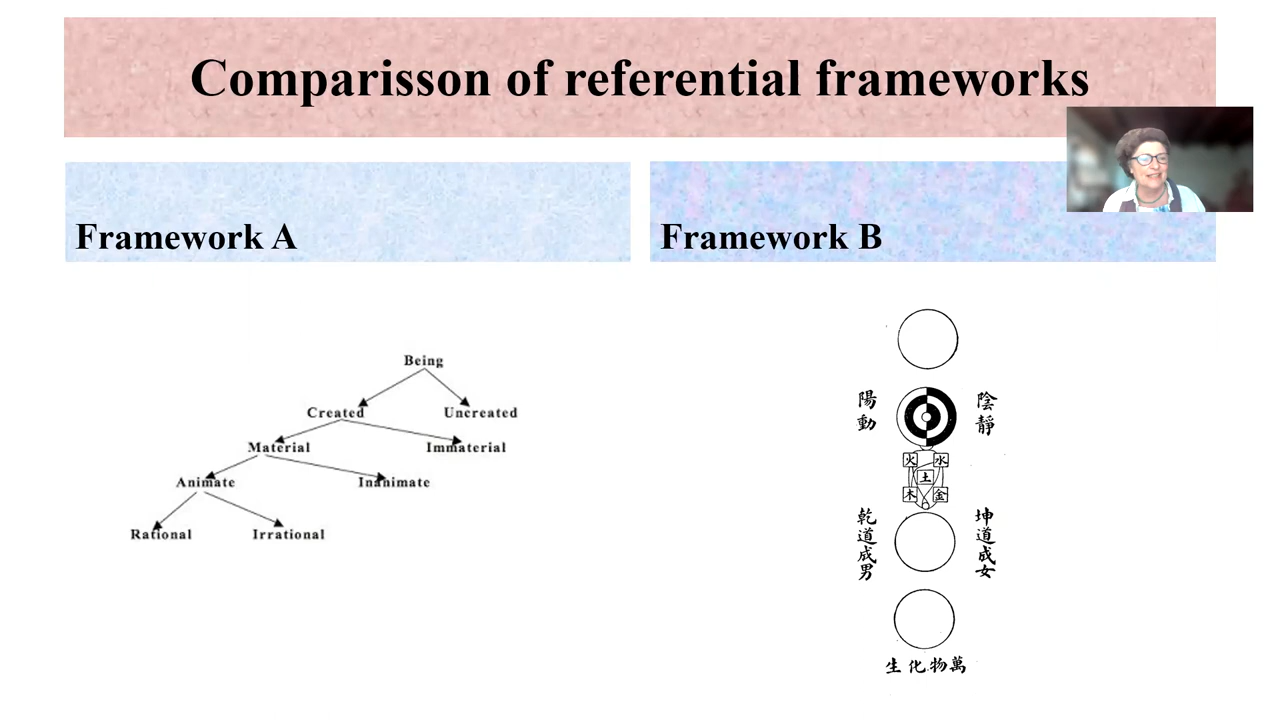 Comparisson of referential frameworks
Framework A
Framework B
Being
Created
Uncreated
Material
Immaterial
Animate
Inanimate
Rational
Irrational
陽動
陰靜
火
水
土
木
金
乾道成男
坤道成女
生化物萬